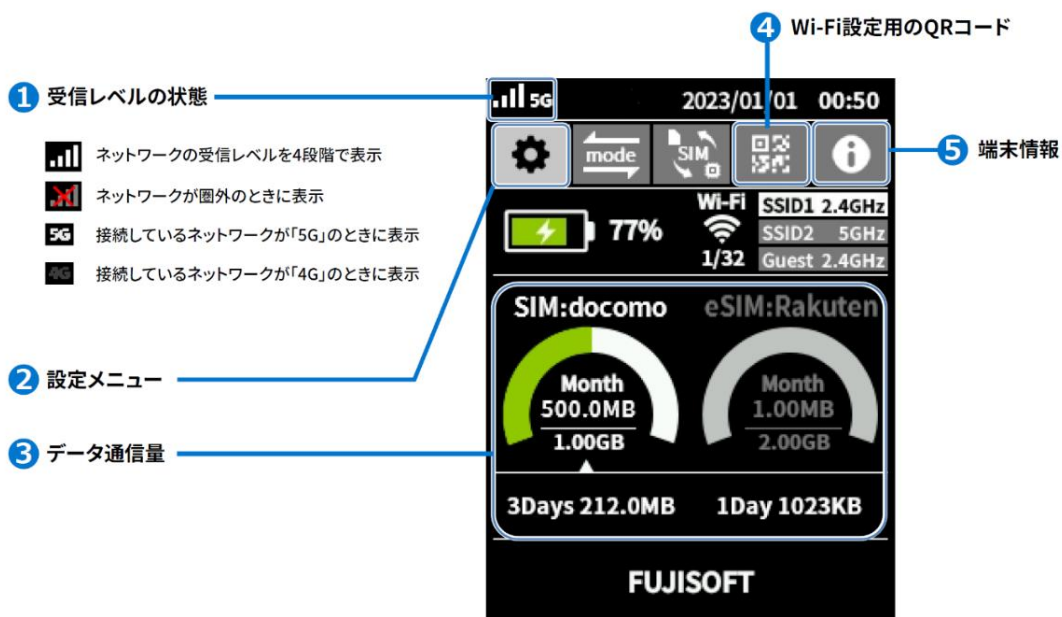 4 Wi-Fi設定用のQRコード
1 受信レベルの状態
ネットワークの受信レベルを4段階で表示
ネットワークが圏外のときに表示
5G 接続しているネットワークが「5G」のときに表示
4G 接続しているネットワークが「4G」のときに表示
2 設定メニュー
3 データ通信量
5G 2023/01/01 00:50
mode SIM
5 端末情報
77% Wi-Fi 1/32
SSID1 2.4GHz
SSID2 5GHz
Guest 2.4GHz
SIM:docomo eSIM:Rakuten
Month Month
500.0MB 1.00MB
1.00GB 2.00GB
3Days 212.0MB 1Day 1023KB
FUJISOFT